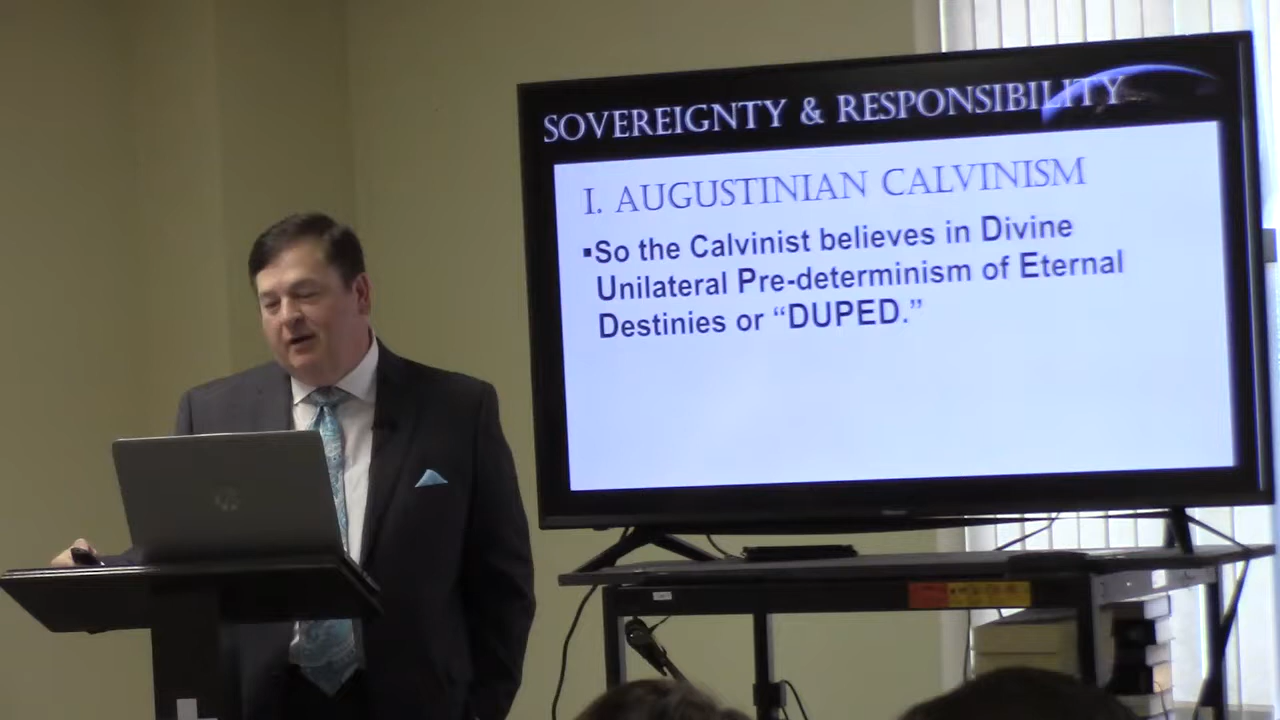 SOVEREIGNTY & RESPONSIBILITY
I. AUGUSTINIAN CALVINISM
▪So the Calvinist believes in Divine
Unilateral Pre-determinism of Eternal
Destinies or “DUPED.”